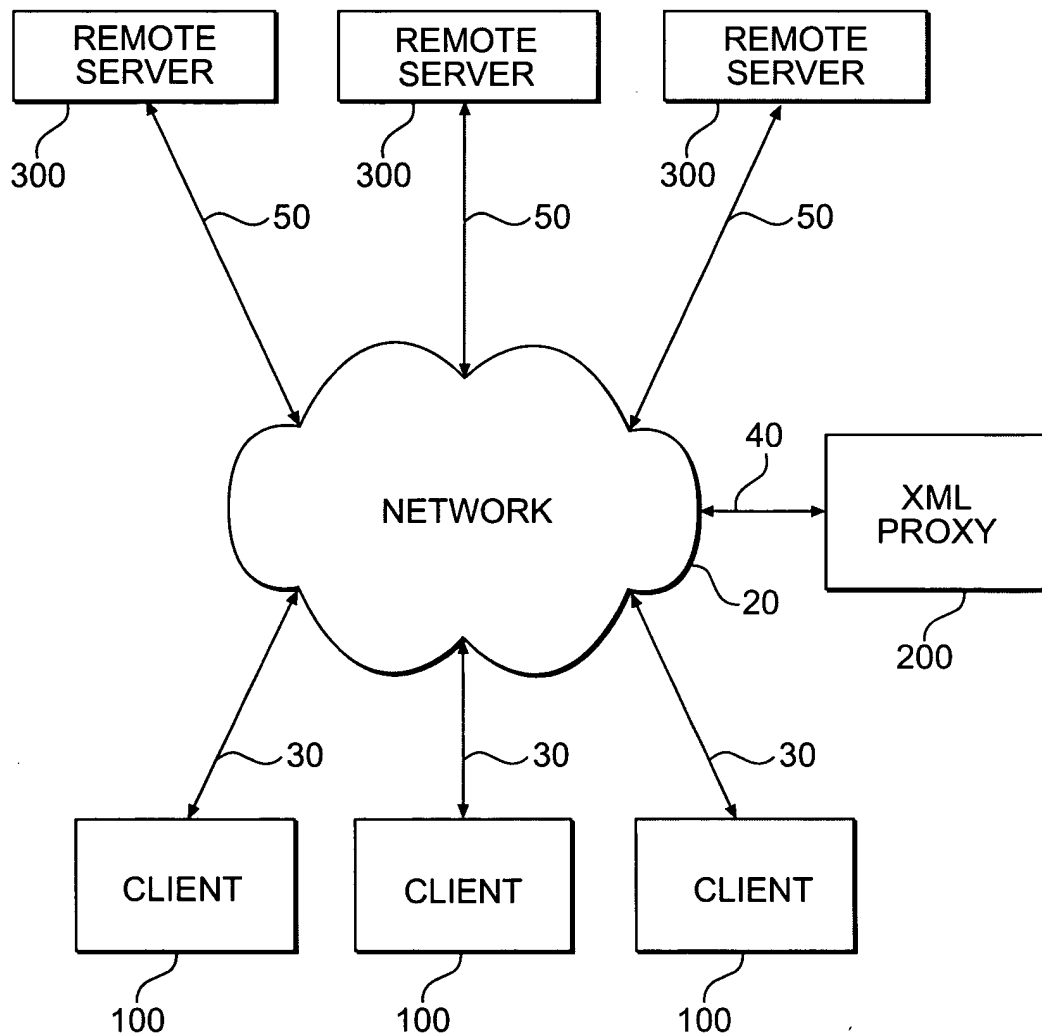 REMOTE
SERVER
REMOTE
SERVER
REMOTE
SERVER
300
300
300
50
50
50
NETWORK
40
XML
PROXY
20
200
30
30
30
CLIENT
CLIENT
CLIENT
100
100
100